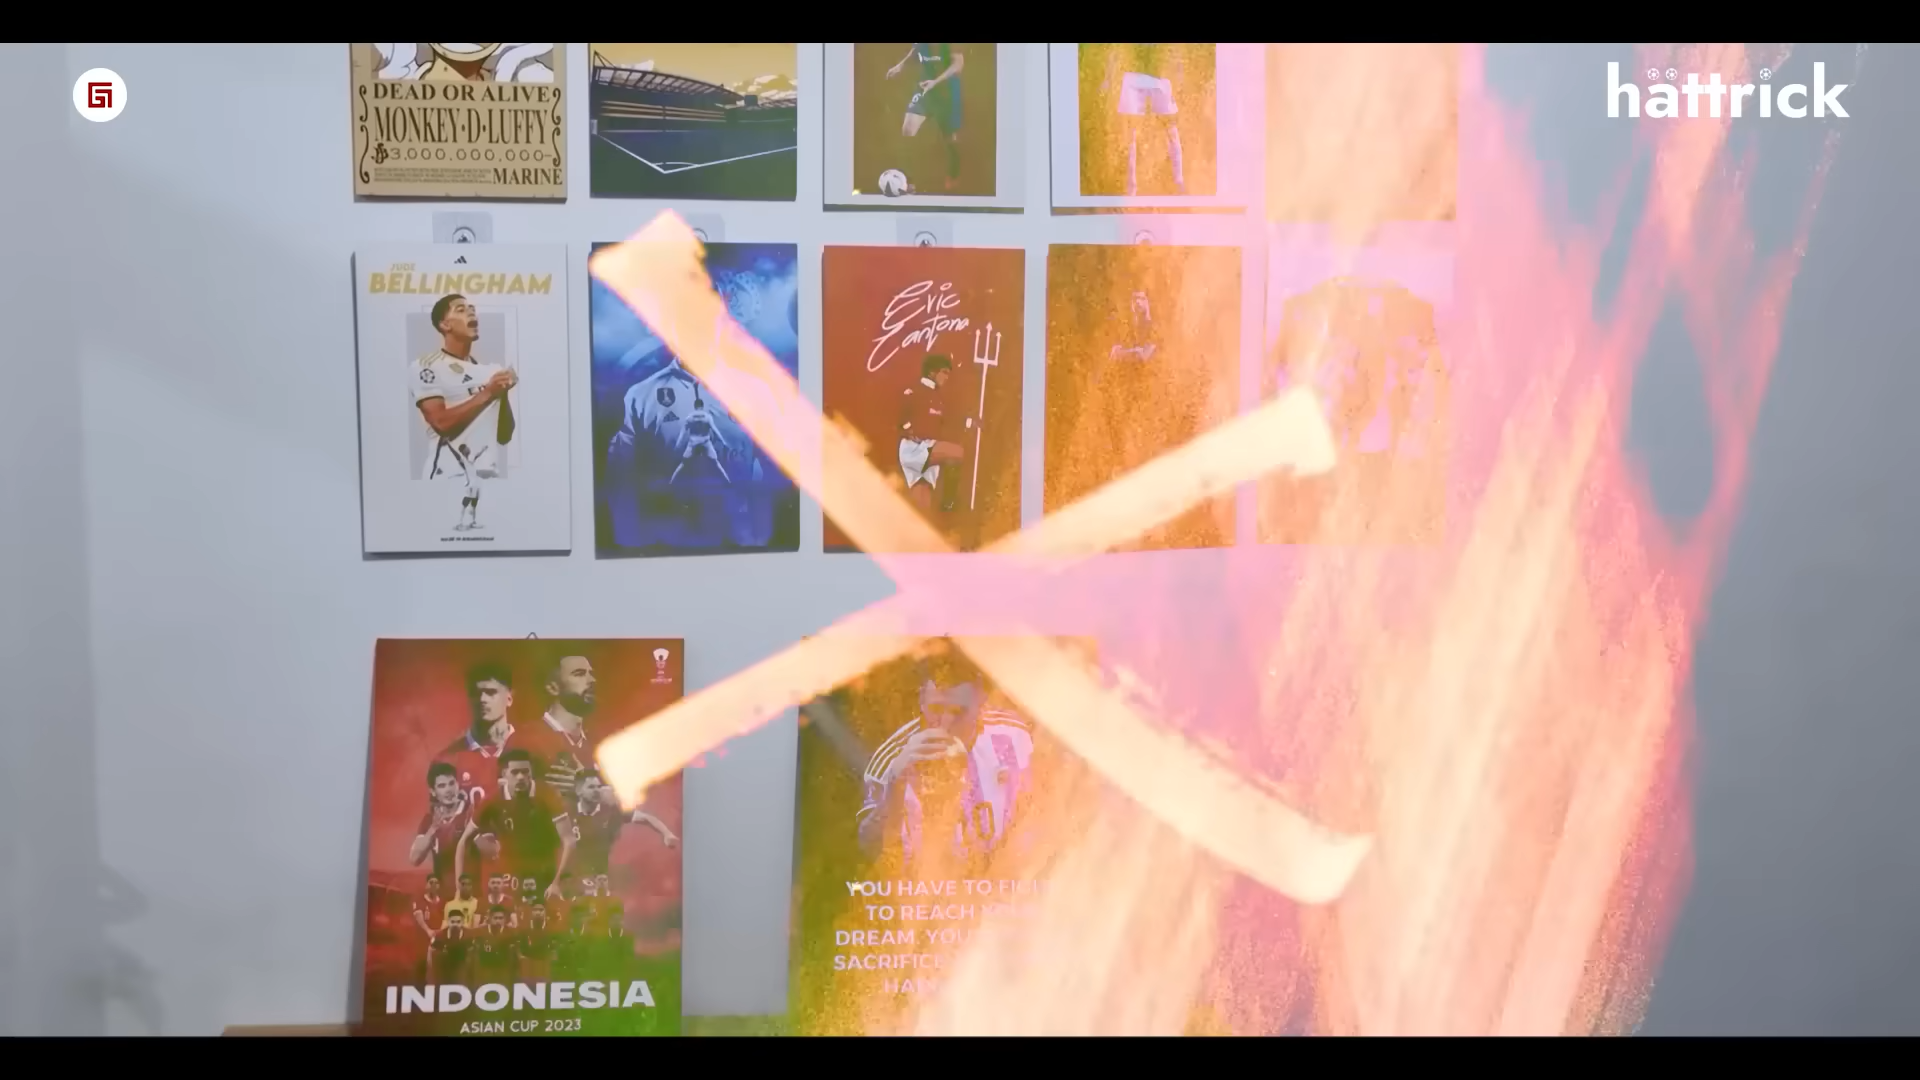 hattrick
DEAD OR ALIVE
MONKEY·D·LUFFY
3,000,000,000-
MARINE
JUDE
BELLINGHAM
Eric
Cantona
INDONESIA
ASIAN CUP 2023
YOU HAVE TO FIGH
TO REACH
DREAM. YOU
SACRIFICE
HA